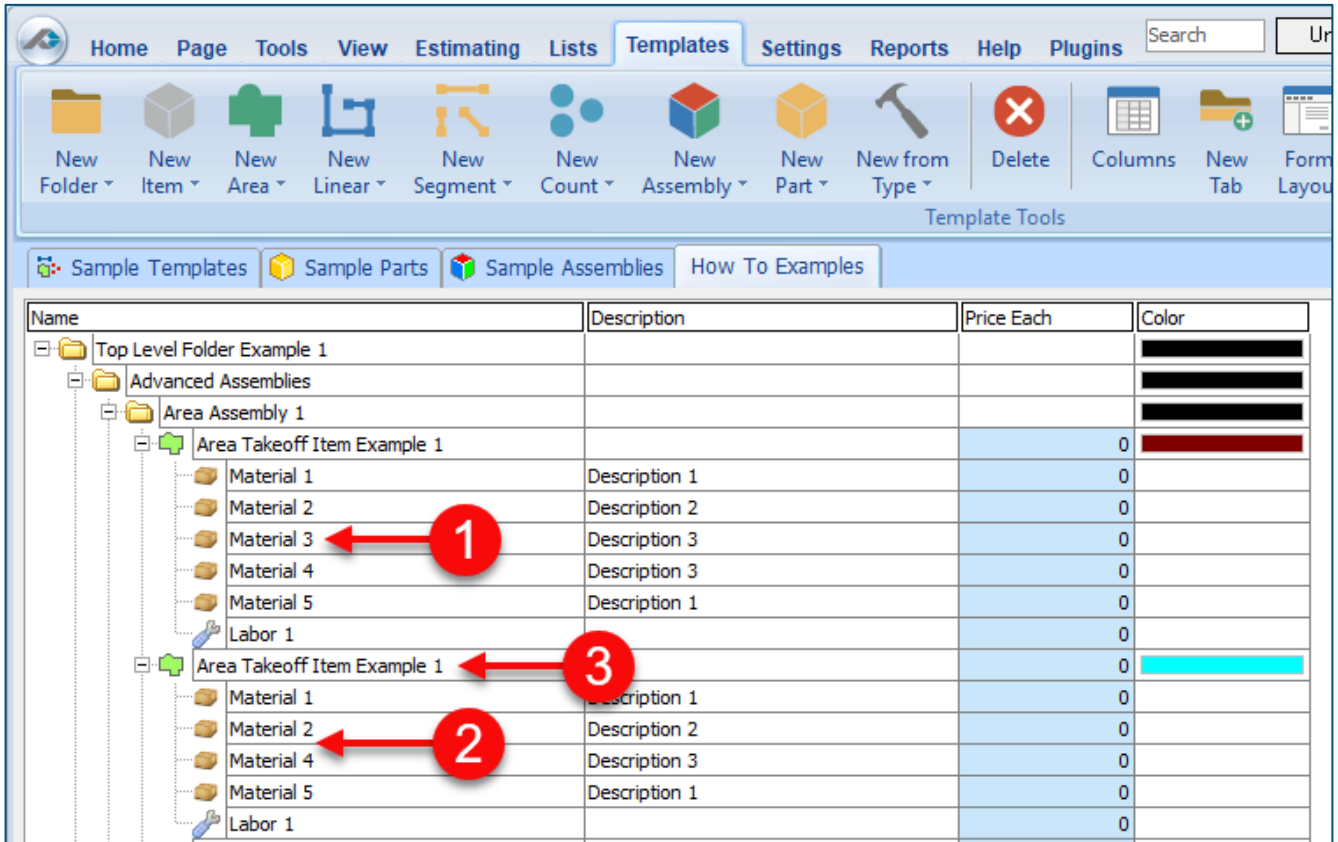 Home Page Tools View Estimating Lists Templates Settings Reports Help Plugins Search Ur
New Folder New Item New Area New Linear New Segment New Count New Assembly New Part New from Type Delete Columns New Tab Form Layou
Template Tools
Sample Templates Sample Parts Sample Assemblies How To Examples
Name Description Price Each Color
Top Level Folder Example 1
Advanced Assemblies
Area Assembly 1
Area Takeoff Item Example 1 0
Material 1 Description 1 0
Material 2 Description 2 0
Material 3 1 Description 3 0
Material 4 Description 3 0
Material 5 Description 1 0
Labor 1 0
Area Takeoff Item Example 1 3 0
Material 1 Description 1 0
Material 2 Description 2 0
2
Material 4 Description 3 0
Material 5 Description 1 0
Labor 1 0